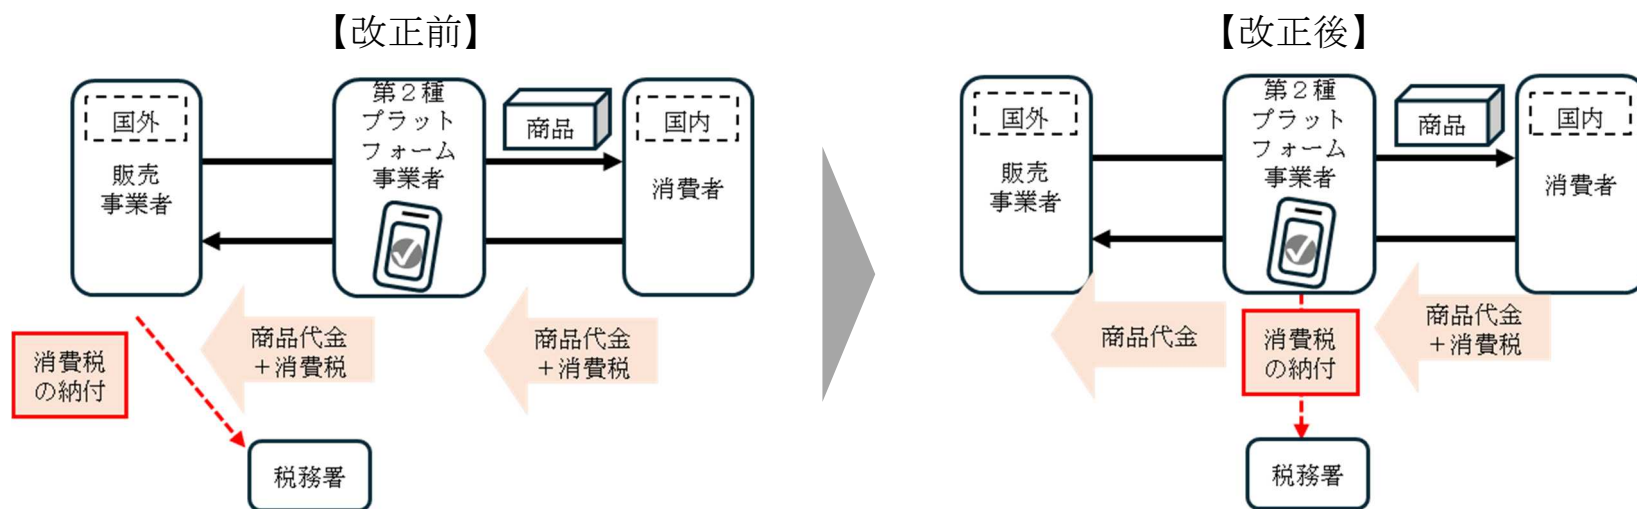 【改正前】
国外
販売
事業者
第２種
プラット
フォーム
事業者
商品
国内
消費者
消費税
の納付
商品代金
＋消費税
商品代金
＋消費税
税務署
【改正後】
国外
販売
事業者
第２種
プラット
フォーム
事業者
商品
国内
消費者
商品代金
消費税
の納付
商品代金
＋消費税
税務署